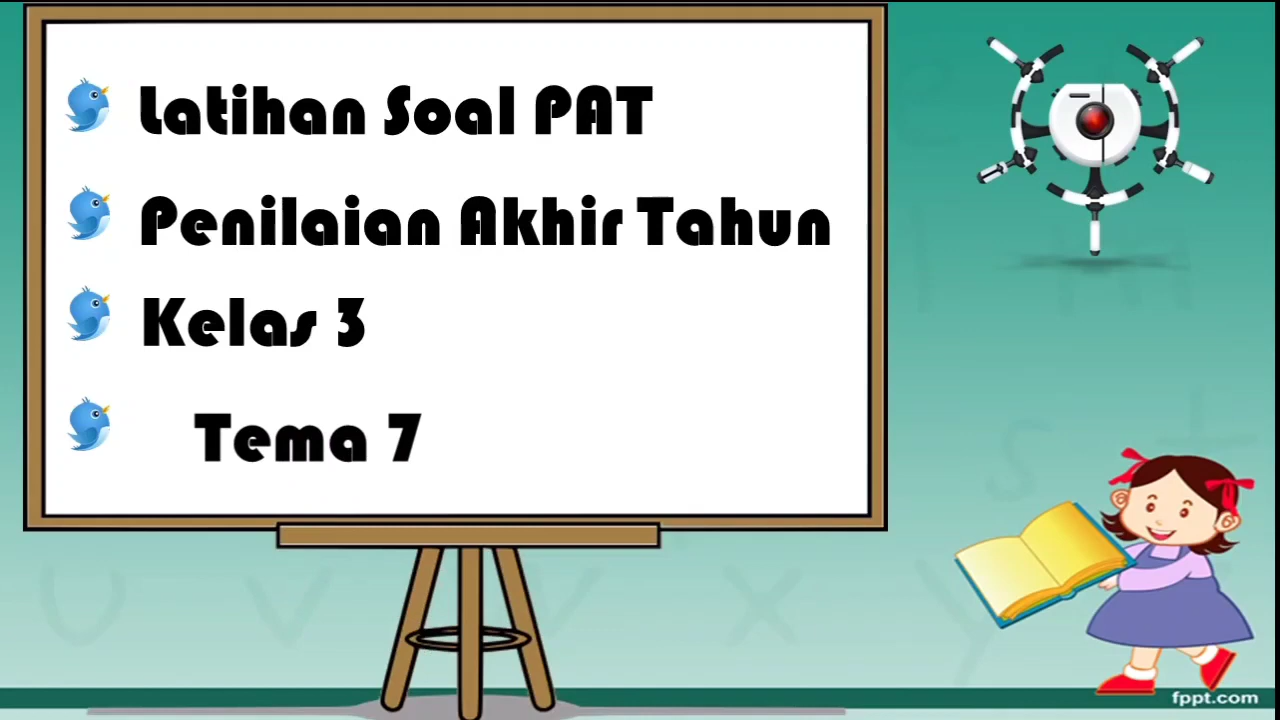 Latihan Soal PAT
Penilaian Akhir Tahun
Kelas 3
Tema 7
fppt.com